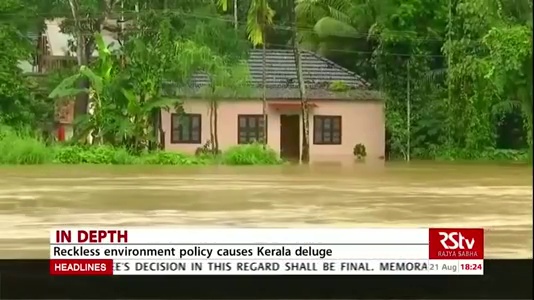 IN DEPTH
Reckless environment policy causes Kerala deluge
RStv
RAJYA SABHA
HEADLINES E'S DECISION IN THIS REGARD SHALL BE FINAL. MEMORA 21 Aug 18:24